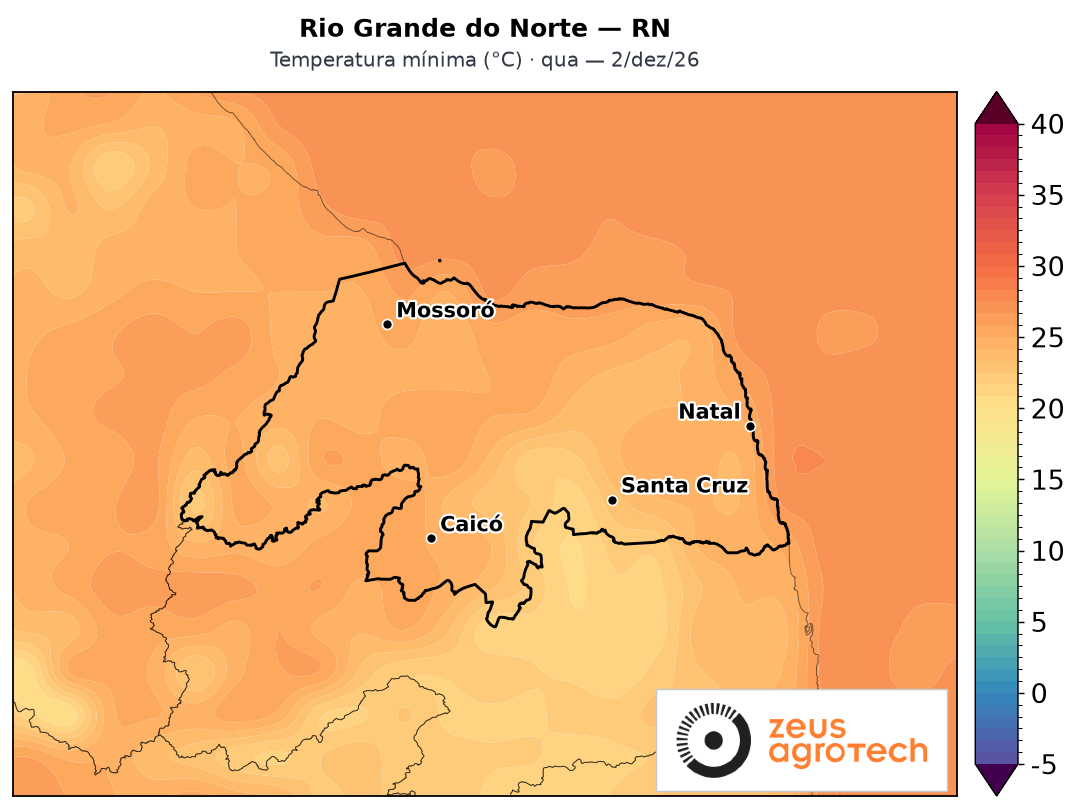 Rio Grande do Norte — RN
Temperatura mínima (°C) · qua — 2/dez/26
40
35
30
25
20
15
10
5
0
-5
Mossoró
Natal
Santa Cruz
Caicó
zeus
agrotech